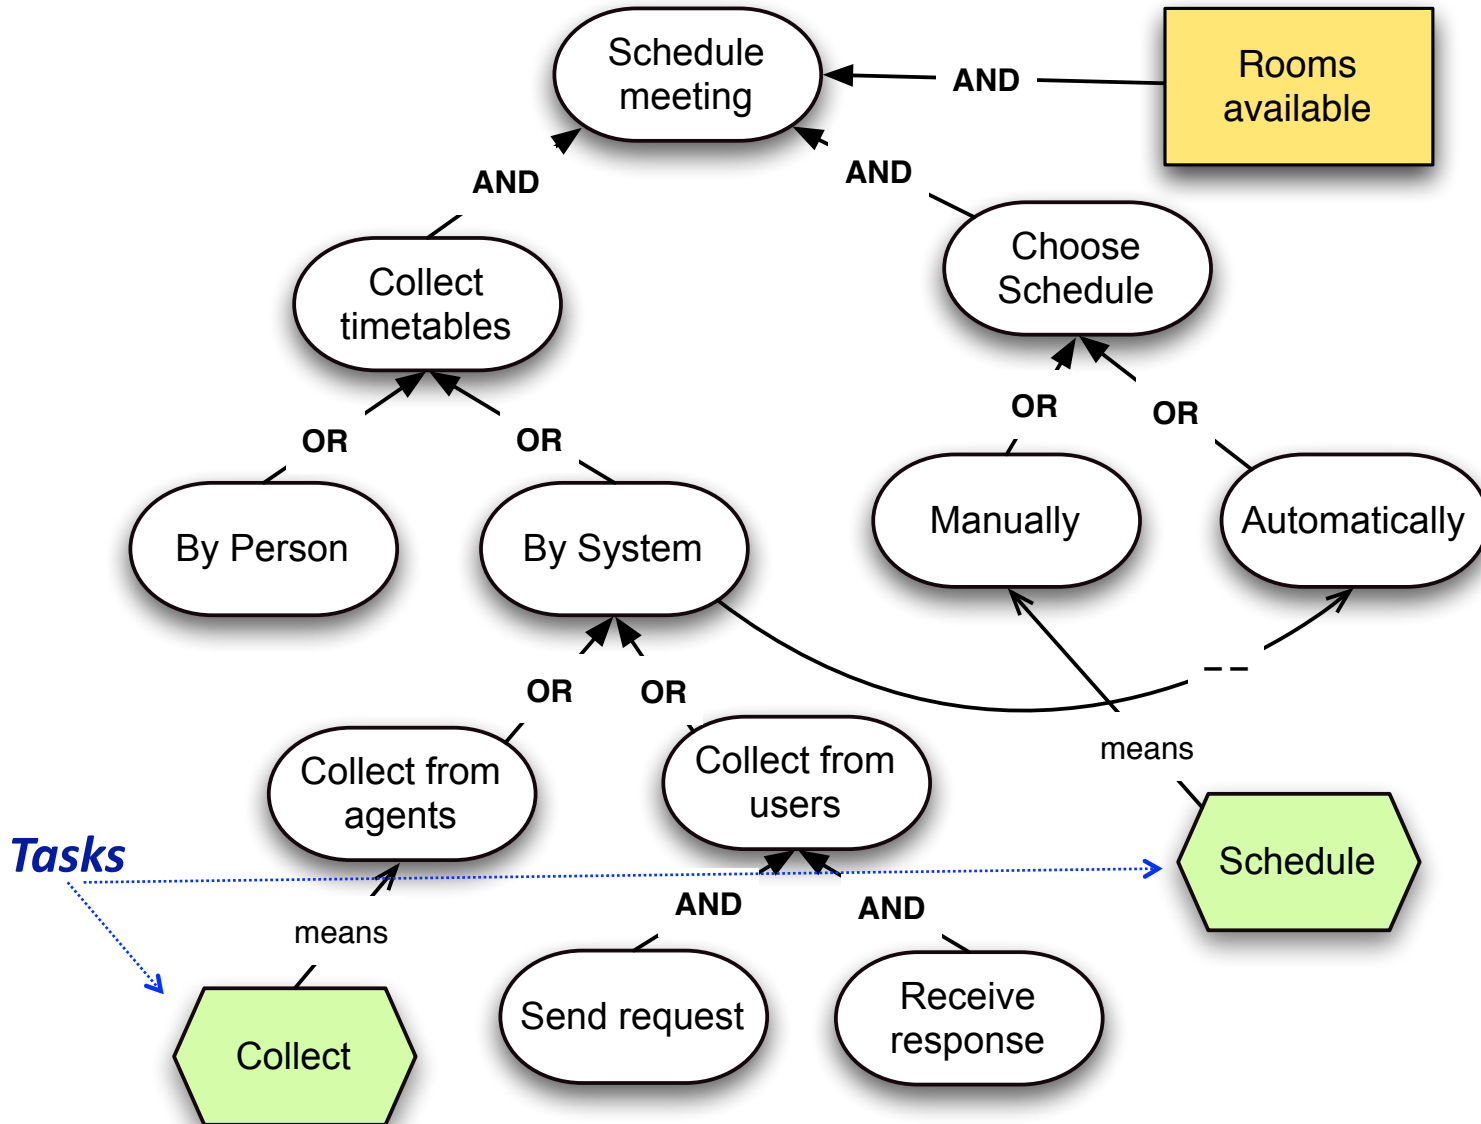 Schedule
meeting
AND
Rooms
available
AND
AND
Collect
timetables
Choose
Schedule
OR
OR
OR
OR
By Person
By System
Manually
Automatically
OR
OR
– –
Collect from
agents
Collect from
users
means
Tasks
Schedule
means
AND
AND
Collect
Send request
Receive
response